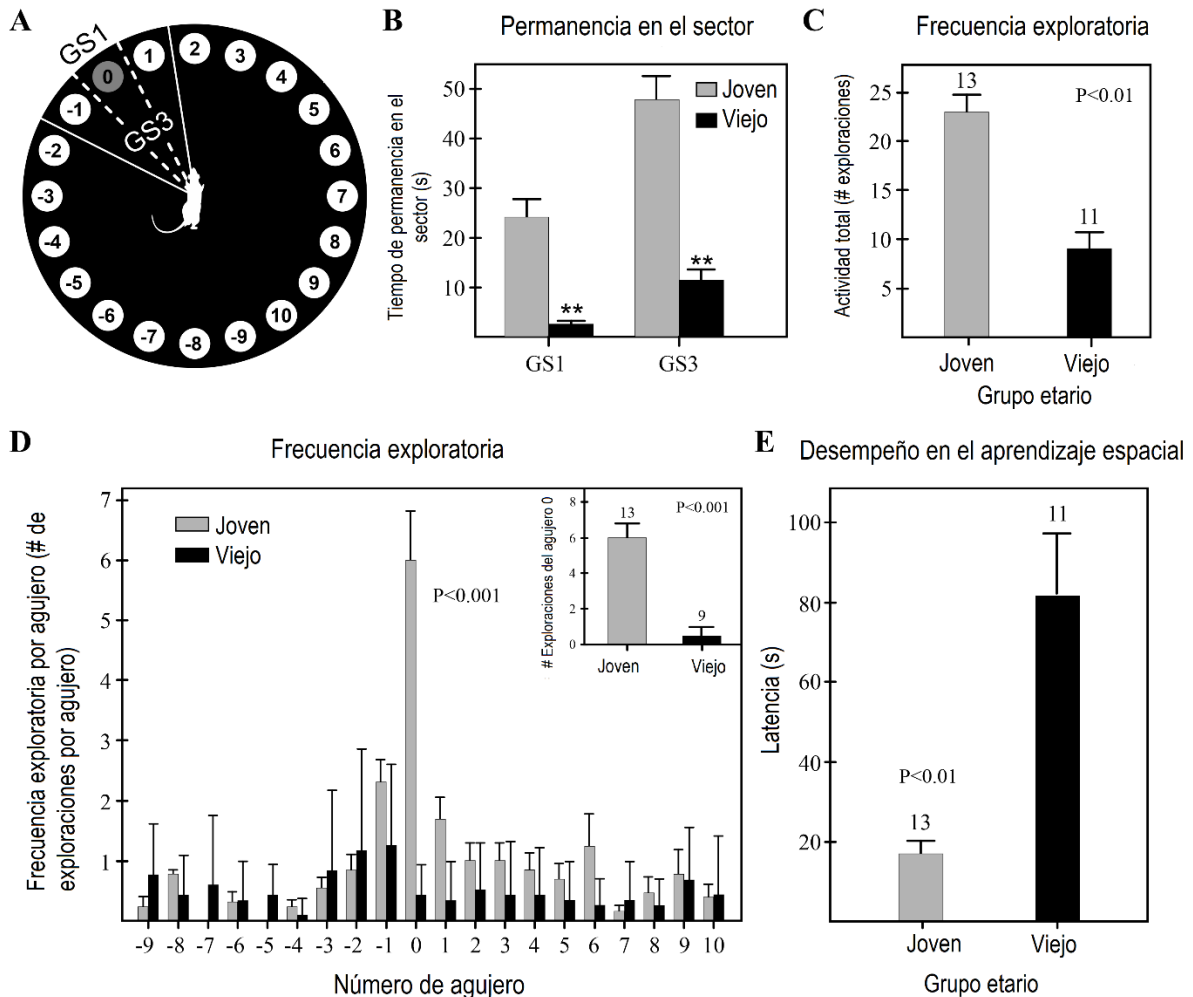 A
GS1
GS3
0
1
2
3
4
5
6
7
8
9
10
-9
-8
-7
-6
-5
-4
-3
-2
-1
B
Permanencia en el sector
Tiempo de permanencia en el
sector (s)
50
40
30
20
10
Joven
Viejo
**
**
GS1
GS3
C
Frecuencia exploratoria
Actividad total (# exploraciones)
25
20
15
10
5
13
11
P<0.01
Joven
Viejo
Grupo etario
D
Frecuencia exploratoria
Frecuencia exploratoria por agujero (# de
exploraciones por agujero)
7
6
5
4
3
2
1
Joven
Viejo
P<0.001
# Exploraciones del agujero 0
8
6
4
2
0
13
9
P<0.001
Joven
Viejo
-9 -8 -7 -6 -5 -4 -3 -2 -1 0 1 2 3 4 5 6 7 8 9 10
Número de agujero
E
Desempeño en el aprendizaje espacial
Latencia (s)
100
80
60
40
20
11
P<0.01
13
Joven
Viejo
Grupo etario